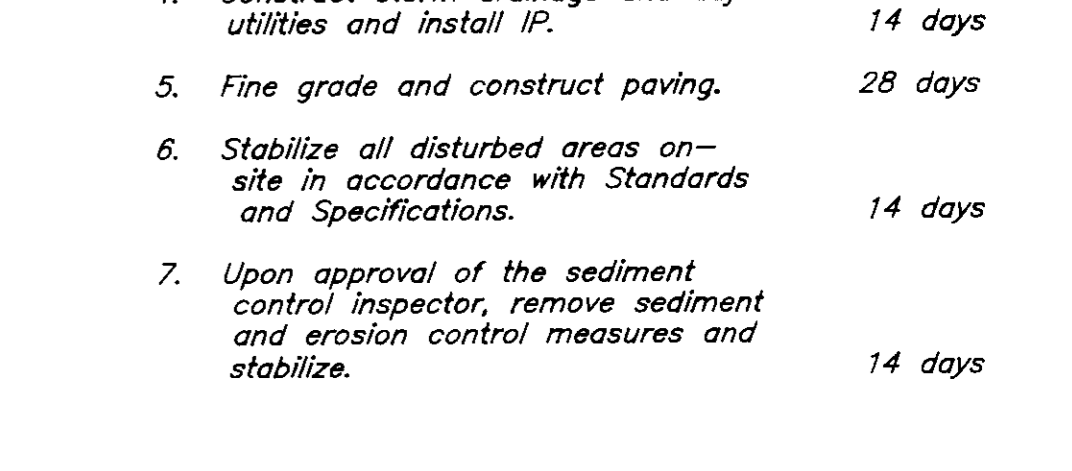 utilities and install IP. 14 days
5. Fine grade and construct paving. 28 days
6. Stabilize all disturbed areas on-
site in accordance with Standards
and Specifications. 14 days
7. Upon approval of the sediment
control inspector, remove sediment
and erosion control measures and
stabilize. 14 days